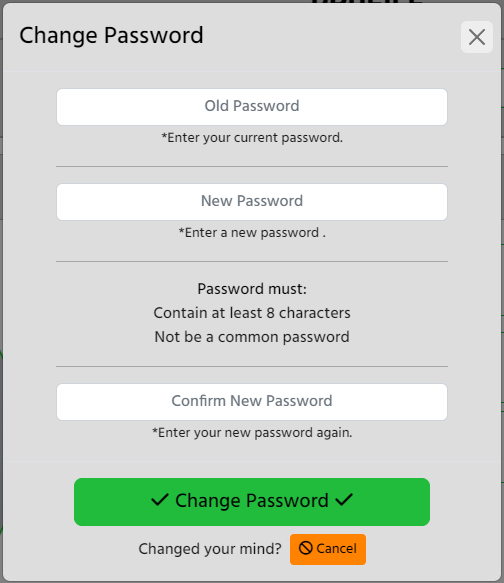 Change Password
Old Password
*Enter your current password.
New Password
*Enter a new password .
Password must:
Contain at least 8 characters
Not be a common password
Confirm New Password
*Enter your new password again.
Change Password
Changed your mind? Cancel